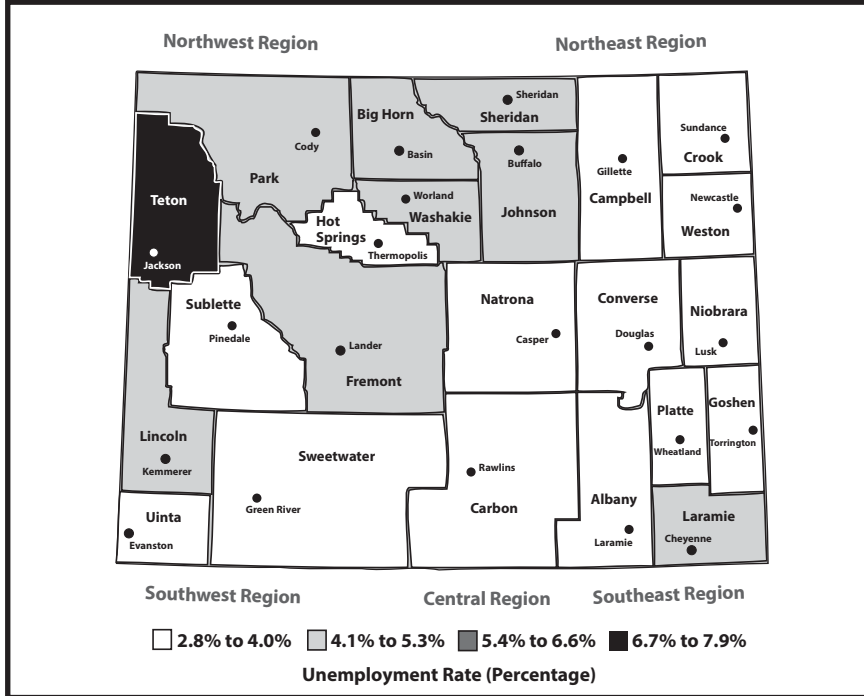 Northwest Region
Northeast Region
Big Horn
Sheridan
Sheridan
Cody
Basin
Buffalo
Gillette
Sundance
Crook
Park
Teton
Worland
Washakie
Johnson
Campbell
Newcastle
Weston
Hot
Springs
Thermopolis
Jackson
Sublette
Pinedale
Natrona
Casper
Converse
Douglas
Niobrara
Lusk
Lander
Fremont
Platte
Wheatland
Goshen
Torrington
Lincoln
Kemmerer
Sweetwater
Green River
Rawlins
Carbon
Albany
Laramie
Laramie
Cheyenne
Uinta
Evanston
Southwest Region
Central Region
Southeast Region
2.8% to 4.0%
4.1% to 5.3%
5.4% to 6.6%
6.7% to 7.9%
Unemployment Rate (Percentage)